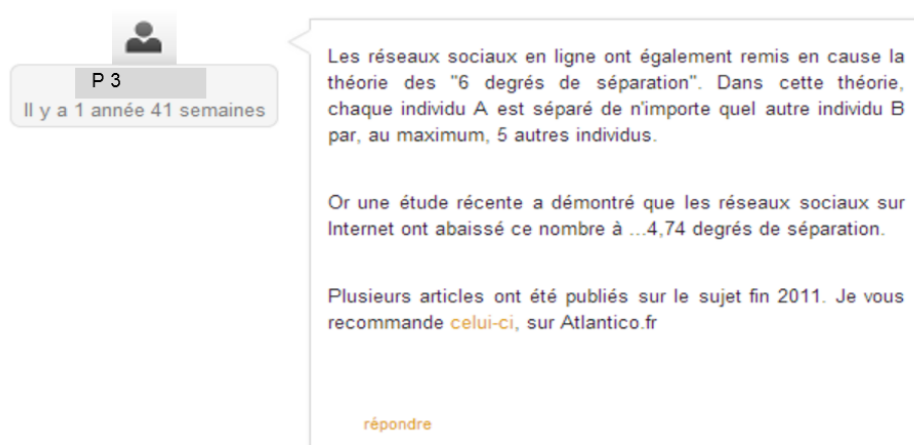 P 3
Il y a 1 année 41 semaines
Les réseaux sociaux en ligne ont également remis en cause la
théorie des "6 degrés de séparation". Dans cette théorie,
chaque individu A est séparé de n'importe quel autre individu B
par, au maximum, 5 autres individus.
Or une étude récente a démontré que les réseaux sociaux sur
Internet ont abaissé ce nombre à ...4,74 degrés de séparation.
Plusieurs articles ont été publiés sur le sujet fin 2011. Je vous
recommande celui-ci, sur Atlantico.fr
répondre